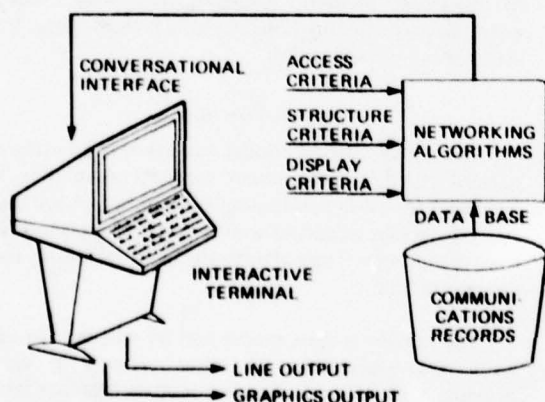 CONVERSATIONAL
INTERFACE
ACCESS
CRITERIA
STRUCTURE
CRITERIA
DISPLAY
CRITERIA
NETWORKING
ALGORITHMS
DATA BASE
COMMUNI-
CATIONS
RECORDS
INTERACTIVE
TERMINAL
LINE OUTPUT
GRAPHICS OUTPUT